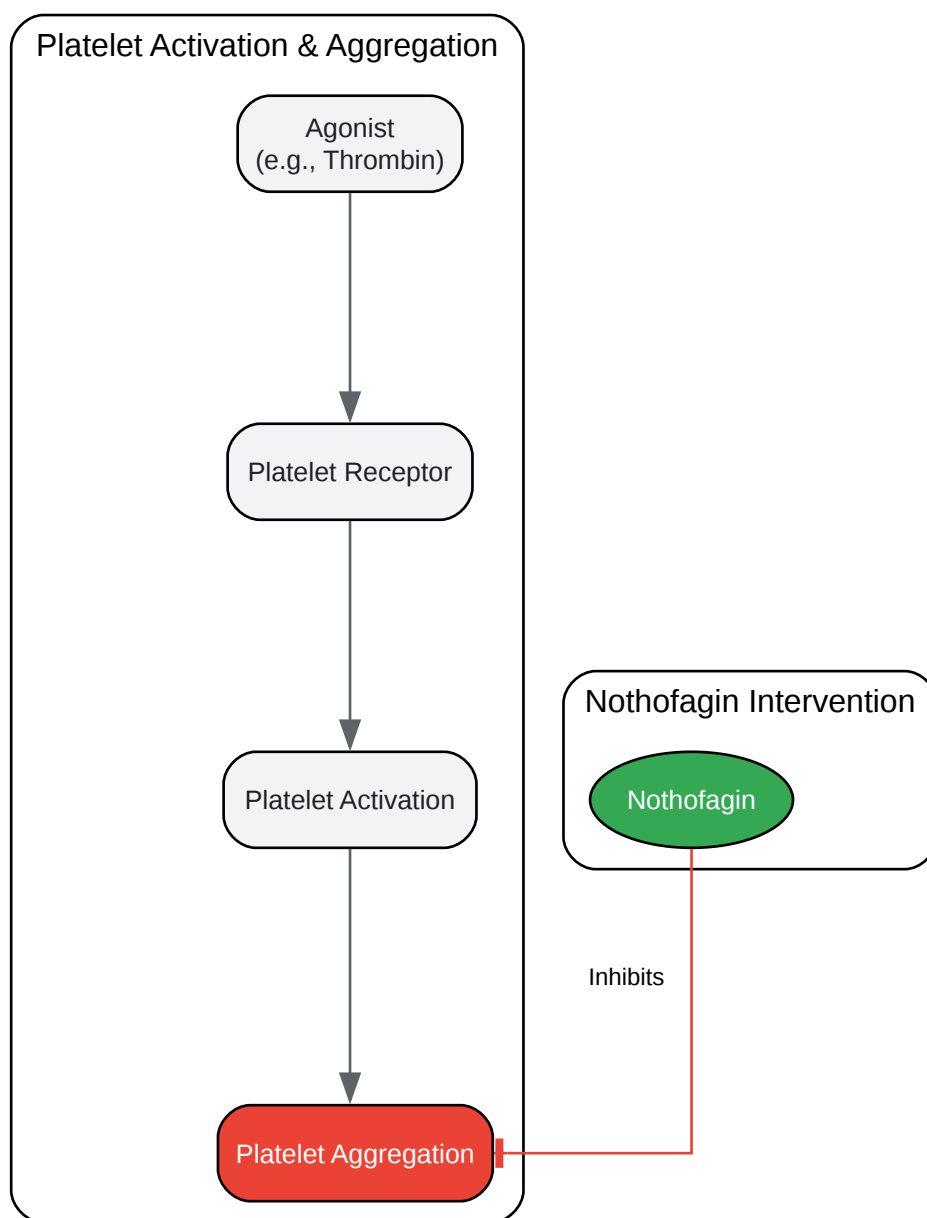 Platelet Activation & Aggregation
Agonist
(e.g., Thrombin)
Platelet Receptor
Nothofagin Intervention
Platelet Activation
Nothofagin
Inhibits
Platelet Aggregation